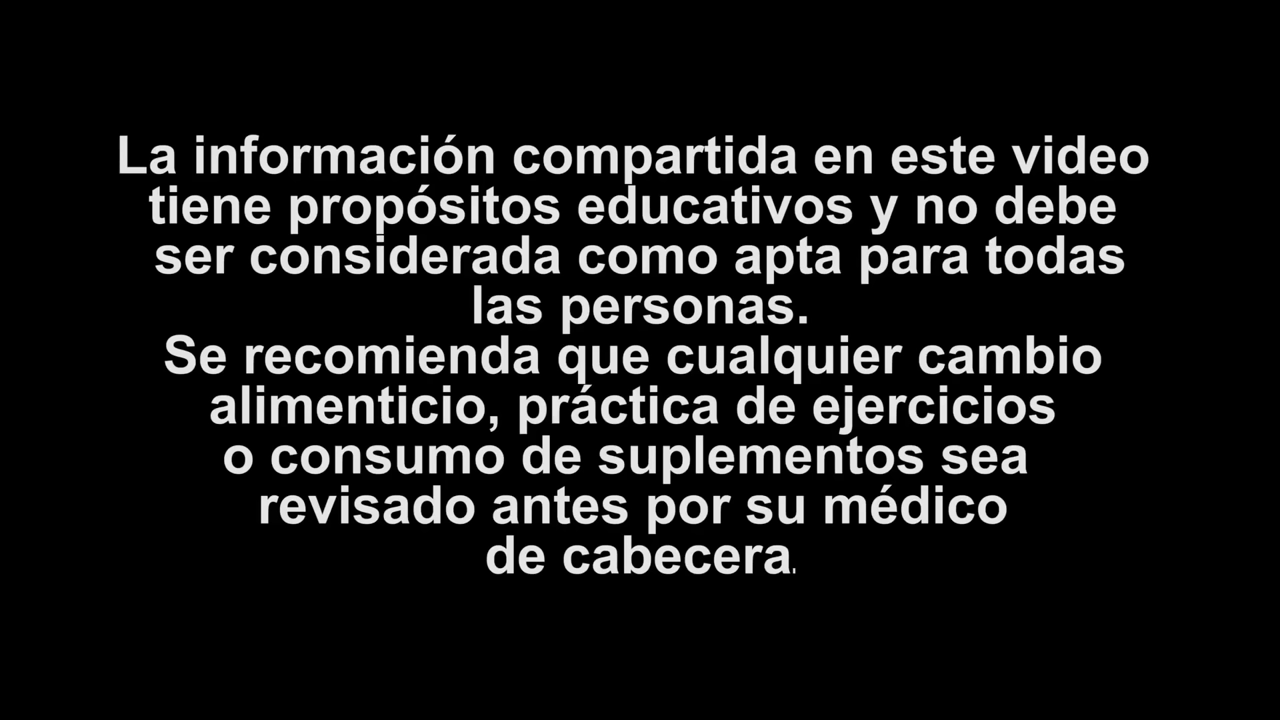 La información compartida en este video
tiene propósitos educativos y no debe
ser considerada como apta para todas
las personas.
Se recomienda que cualquier cambio
alimenticio, práctica de ejercicios
o consumo de suplementos sea
revisado antes por su médico
de cabecera.